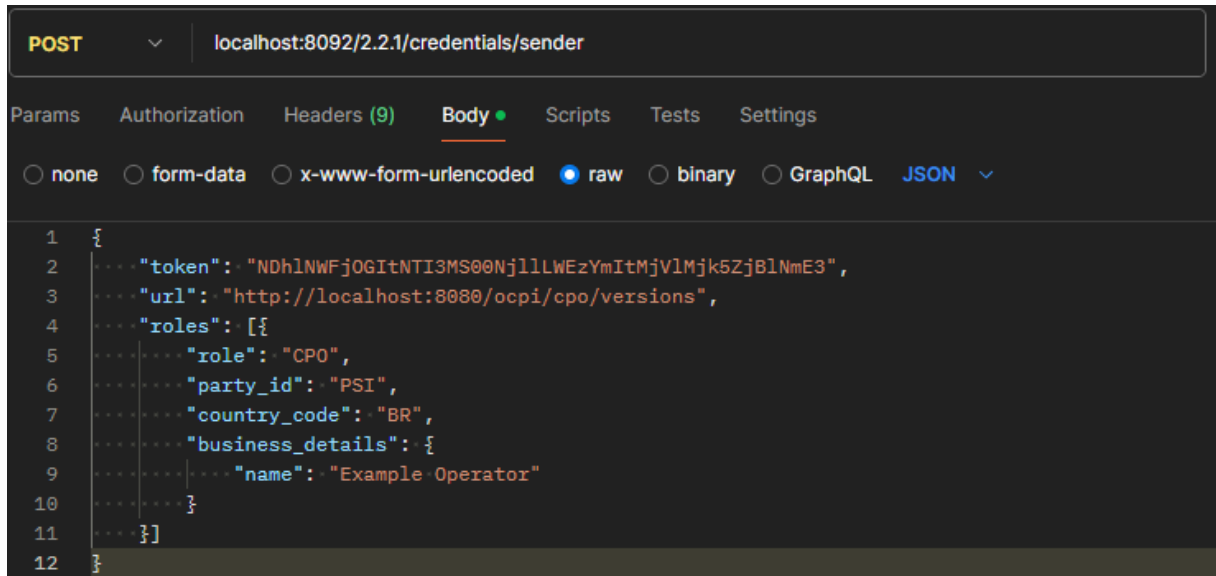 POST localhost:8092/2.2.1/credentials/sender
Params Authorization Headers (9) Body Scripts Tests Settings
none form-data x-www-form-urlencoded raw binary GraphQL JSON
1 {
2 "token": "NDhlNWFjOGItNTI3MS00NjllLWEzYmItMjVlMjk5ZjBlNmE3",
3 "url": "http://localhost:8080/ocpi/cpo/versions",
4 "roles": [{
5 "role": "CPO",
6 "party_id": "PSI",
7 "country_code": "BR",
8 "business_details": {
9 "name": "Example Operator"
10 }
11 }]
12 }